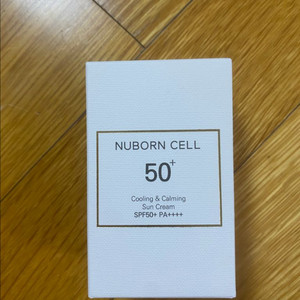 NUBORN CELL
50+
Cooling & Calming
Sun Cream
SPF50+ PA++++